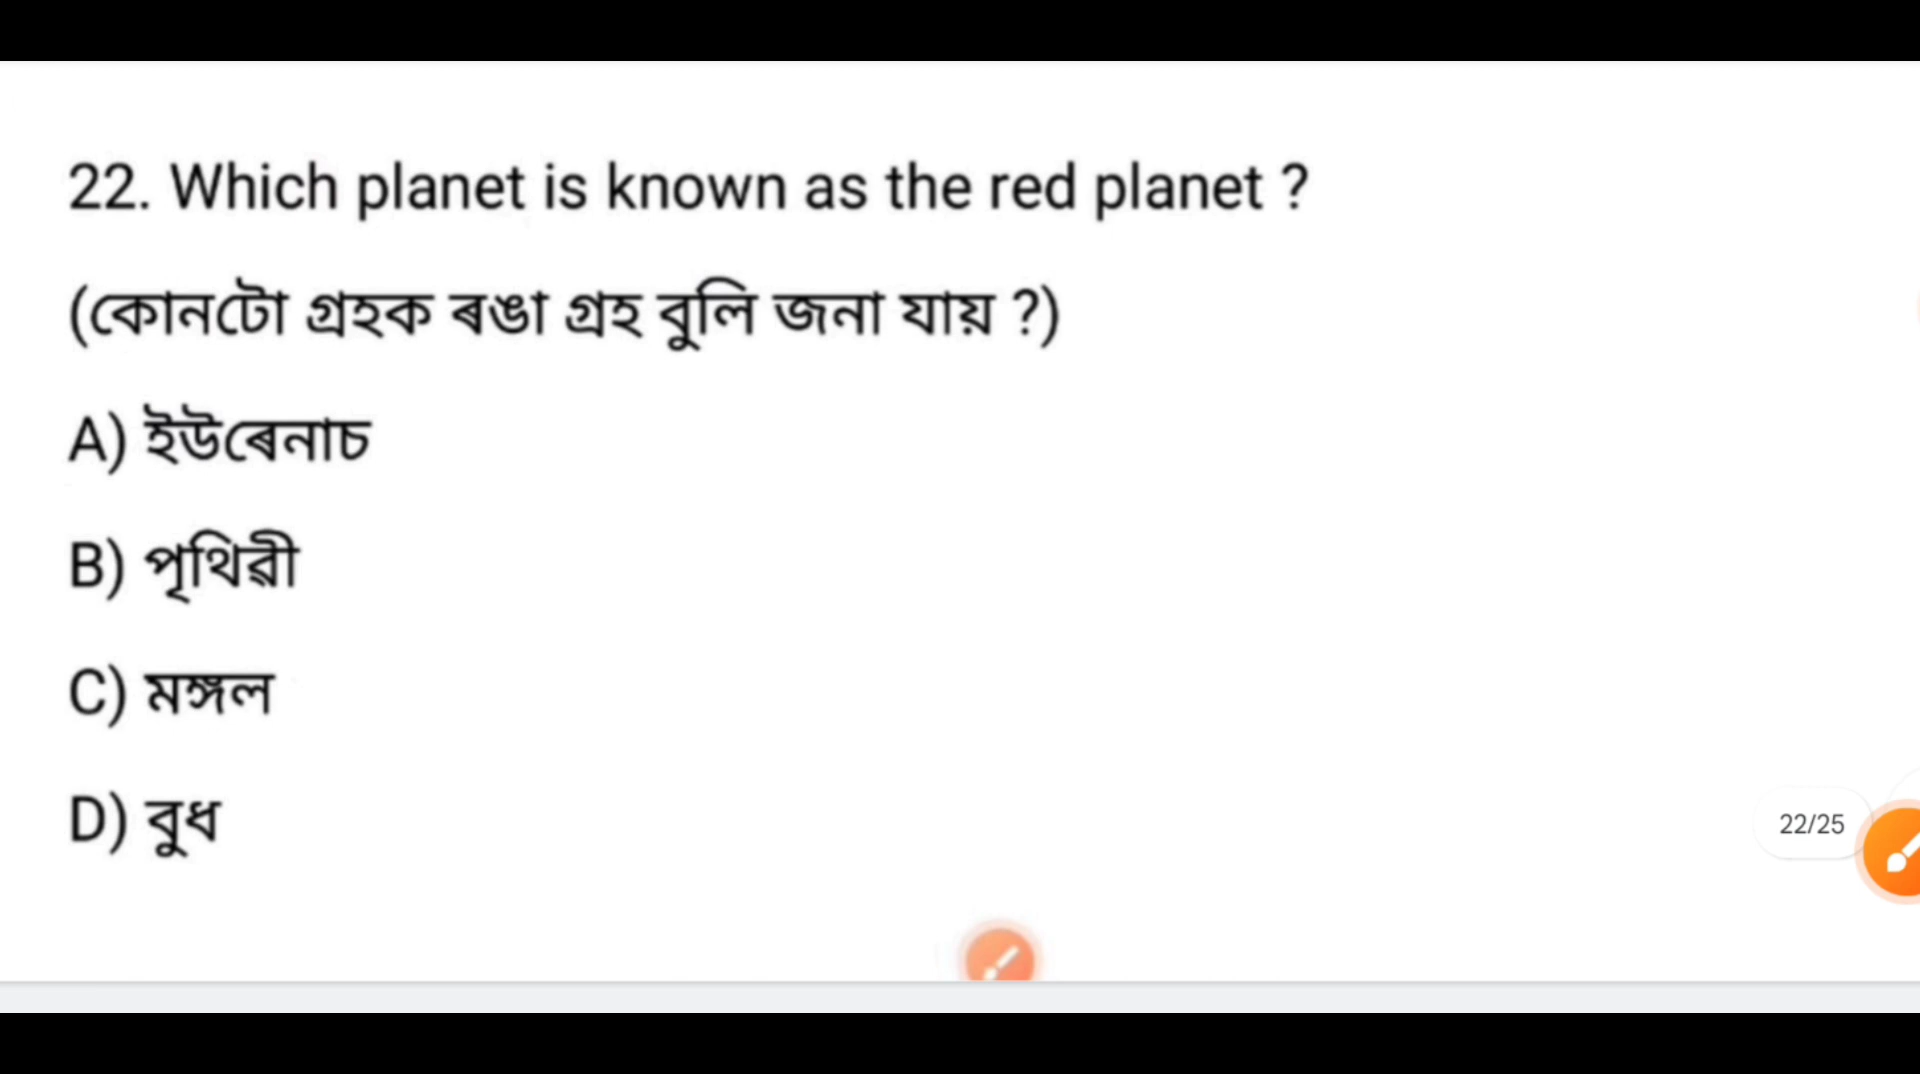 22. Which planet is known as the red planet ?
(কোনটো গ্ৰহক ৰঙা গ্ৰহ বুলি জনা যায় ?)
A) ইউৰেনাচ
B) পৃথিৱী
C) মঙ্গল
D) বুধ
22/25